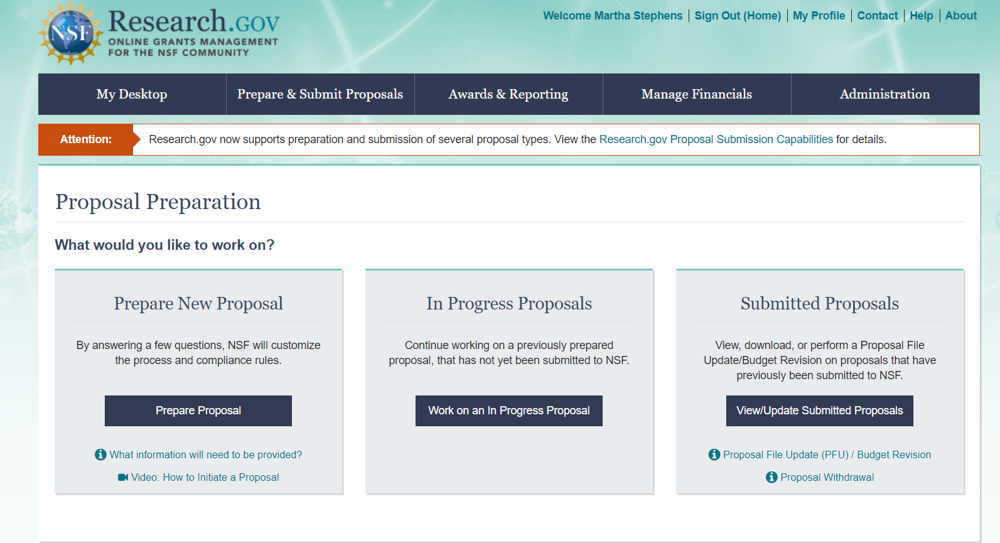 NSF
Research.gov
ONLINE GRANTS MANAGEMENT
FOR THE NSF COMMUNITY
Welcome Martha Stephens | Sign Out (Home) | My Profile | Contact | Help | About
My Desktop
Prepare & Submit Proposals
Awards & Reporting
Manage Financials
Administration
Attention:
Research.gov now supports preparation and submission of several proposal types. View the Research.gov Proposal Submission Capabilities for details.
Proposal Preparation
What would you like to work on?
Prepare New Proposal
By answering a few questions, NSF will customize
the process and compliance rules.
Prepare Proposal
What information will need to be provided?
Video: How to Initiate a Proposal
In Progress Proposals
Continue working on a previously prepared
proposal, that has not yet been submitted to NSF.
Work on an In Progress Proposal
Submitted Proposals
View, download, or perform a Proposal File
Update/Budget Revision on proposals that have
previously been submitted to NSF.
View/Update Submitted Proposals
Proposal File Update (PFU) / Budget Revision
Proposal Withdrawal